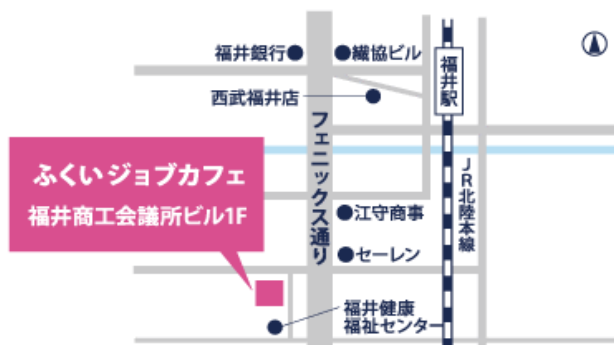 福井銀行
繊協ビル
福井駅
西武福井店
フェニックス通り
ふくいジョブカフェ
福井商工会議所ビル1F
JR北陸本線
江守商事
セーレン
福井健康
福祉センター